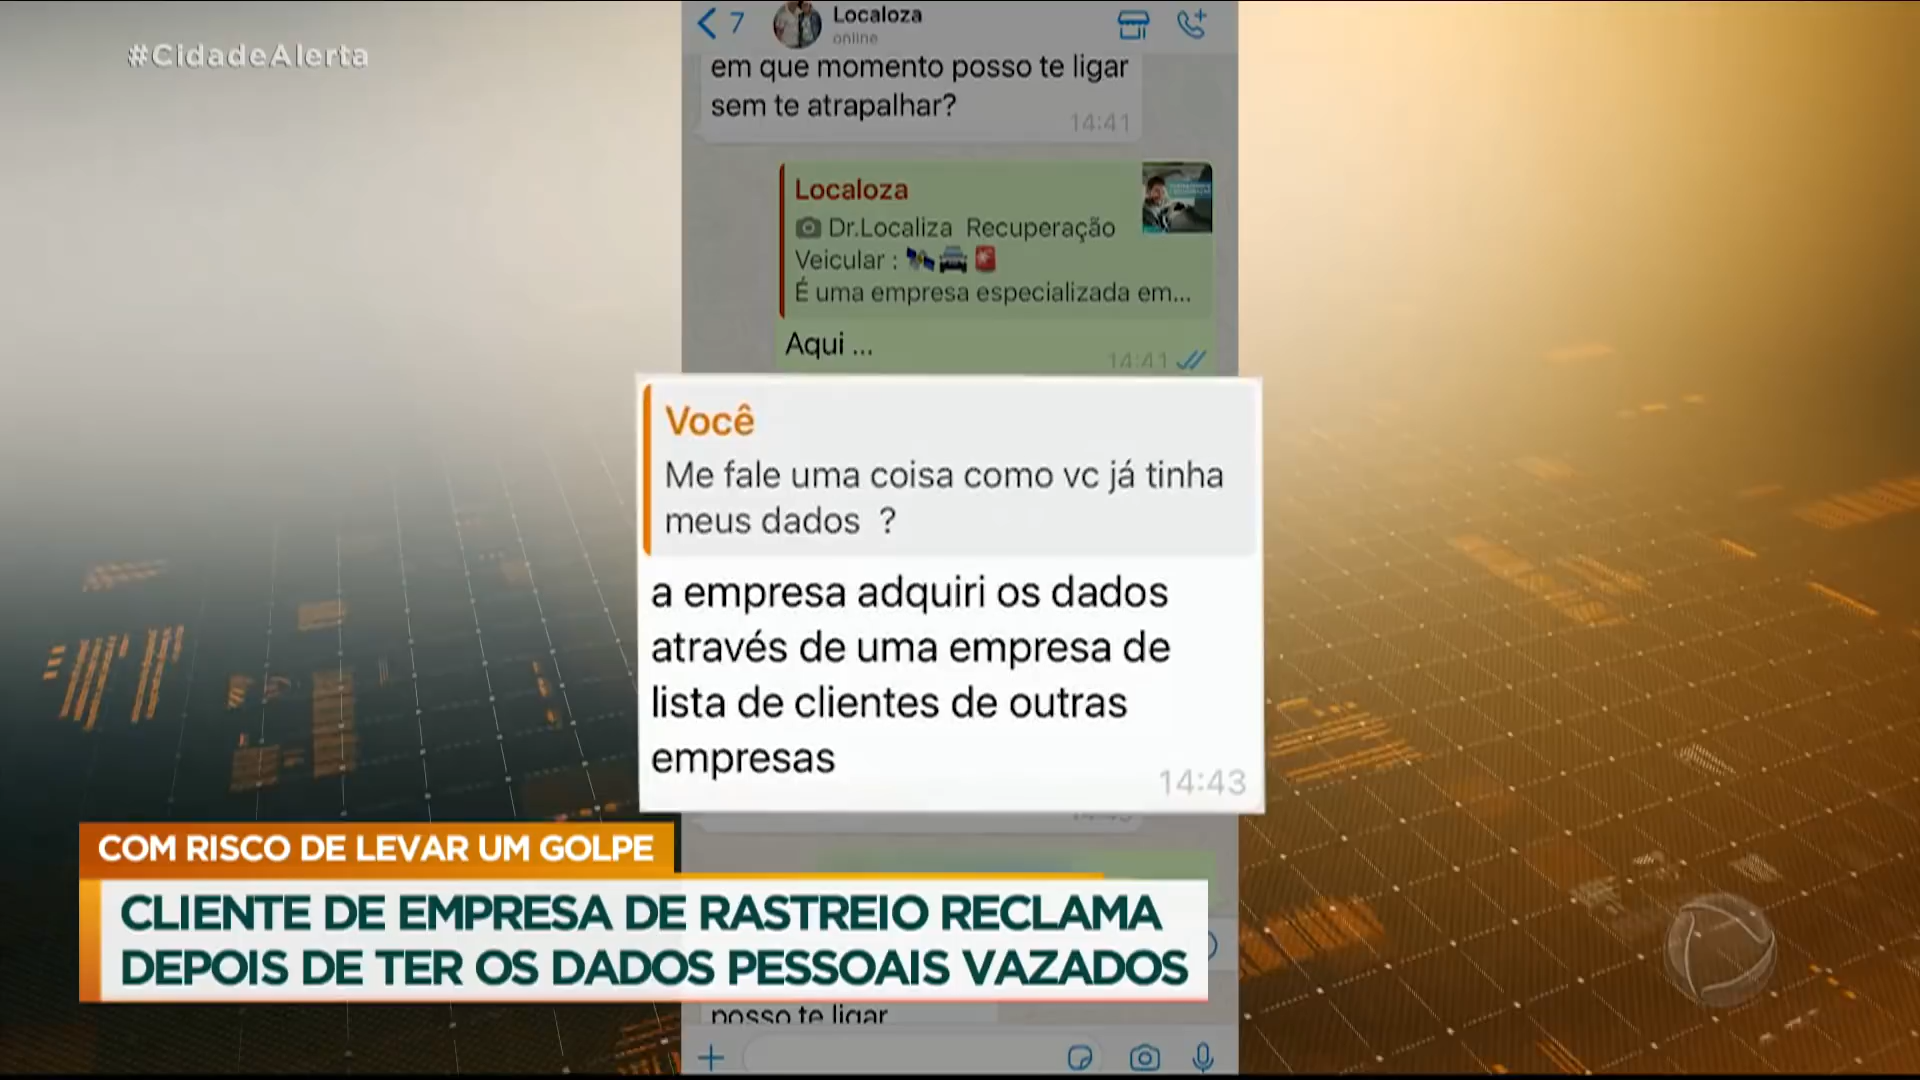 #CidadeAlerta
7
Localoza
online
em que momento posso te ligar
sem te atrapalhar?
14:41
Localoza
Dr.Localiza Recuperação
Veicular :
É uma empresa especializada em...
Aqui ...
14:41
Você
Me fale uma coisa como vc já tinha
meus dados ?
a empresa adquiri os dados
através de uma empresa de
lista de clientes de outras
empresas
14:43
COM RISCO DE LEVAR UM GOLPE
CLIENTE DE EMPRESA DE RASTREIO RECLAMA
DEPOIS DE TER OS DADOS PESSOAIS VAZADOS
posso te ligar